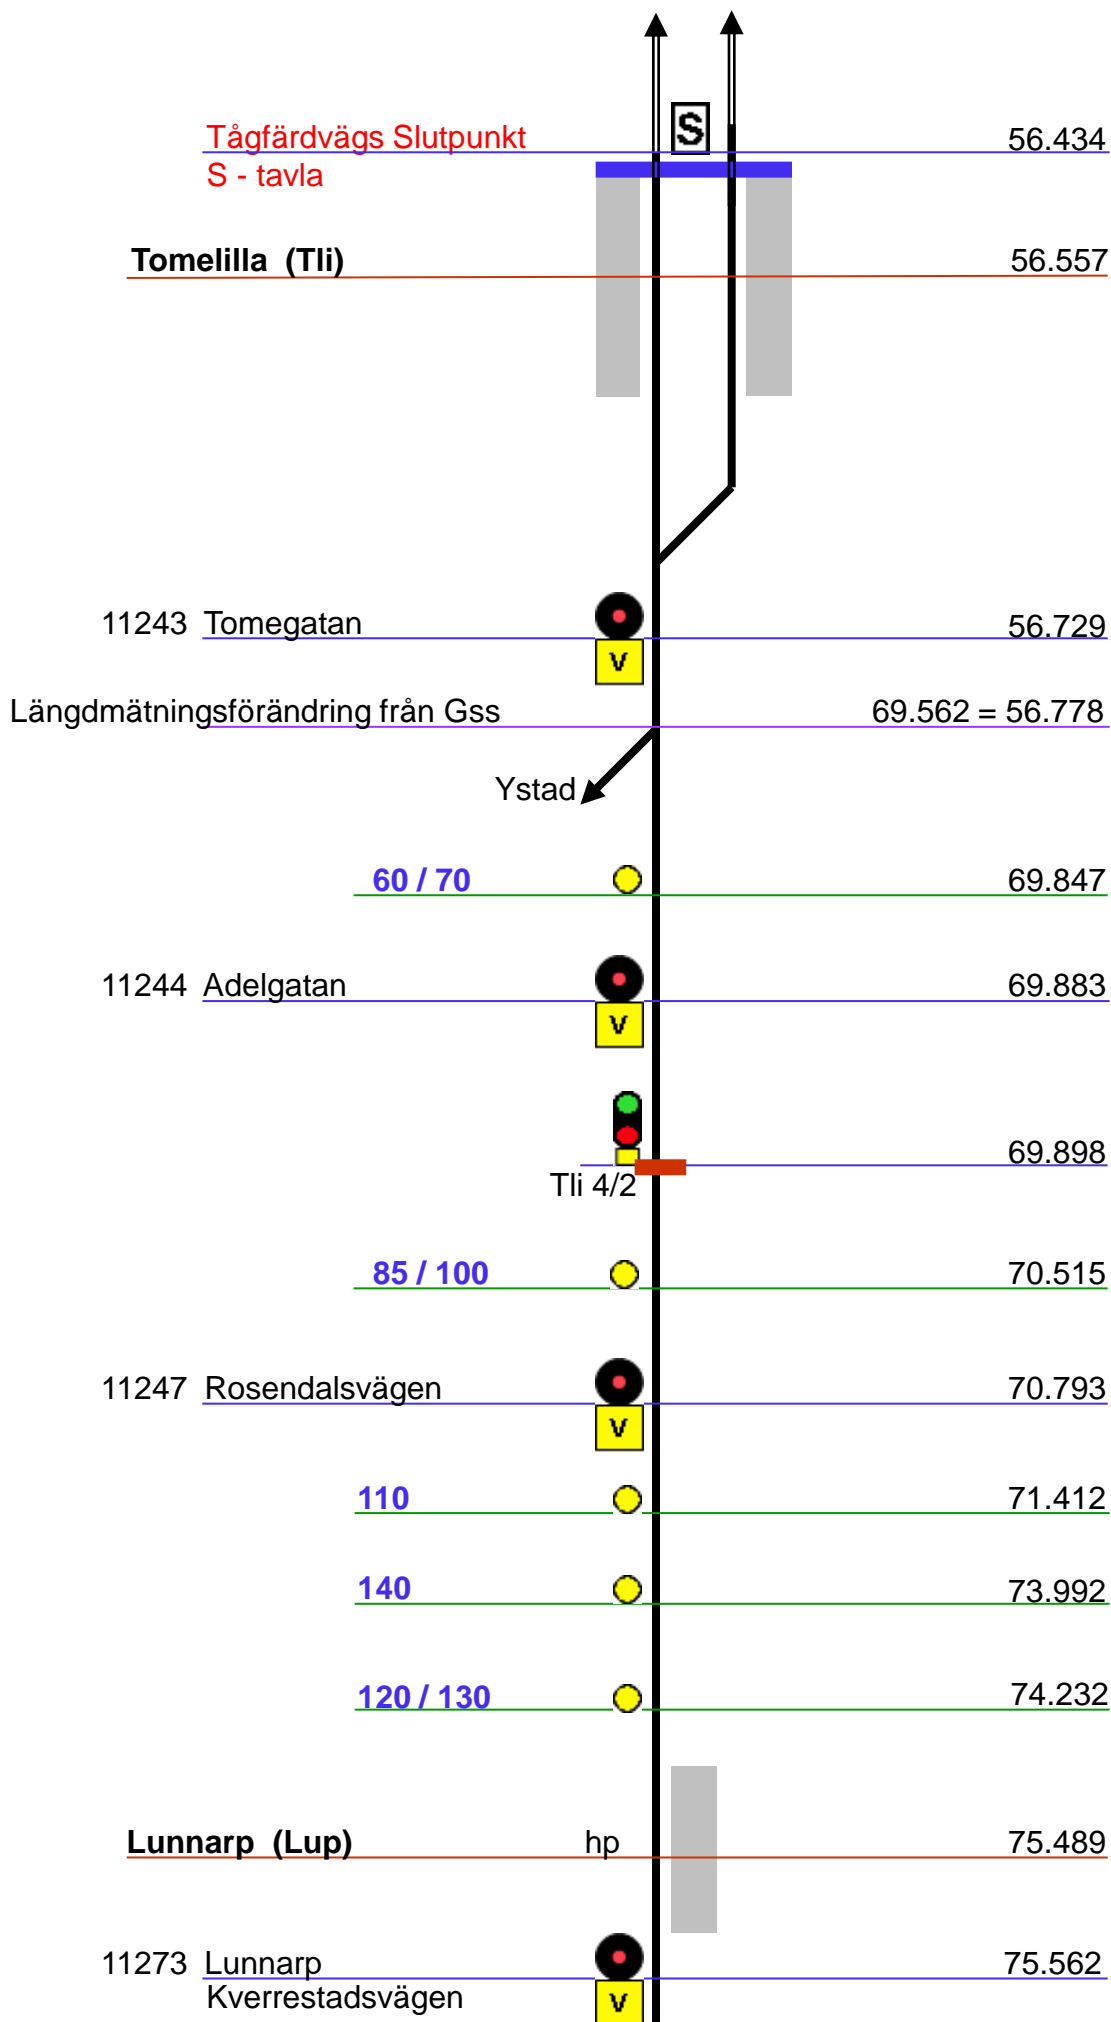 S
Tågfärdvägs Slutpunkt 56.434
S - tavla
Tomelilla (Tli) 56.557
11243 Tomegatan 56.729
V
Längdmätningsförändring från Gss 69.562 = 56.778
Ystad
60 / 70 69.847
11244 Adelgatan 69.883
V
69.898
Tli 4/2
85 / 100 70.515
11247 Rosendalsvägen 70.793
V
110 71.412
140 73.992
120 / 130 74.232
Lunnarp (Lup) hp 75.489
11273 Lunnarp 75.562
Kverrestadsvägen V